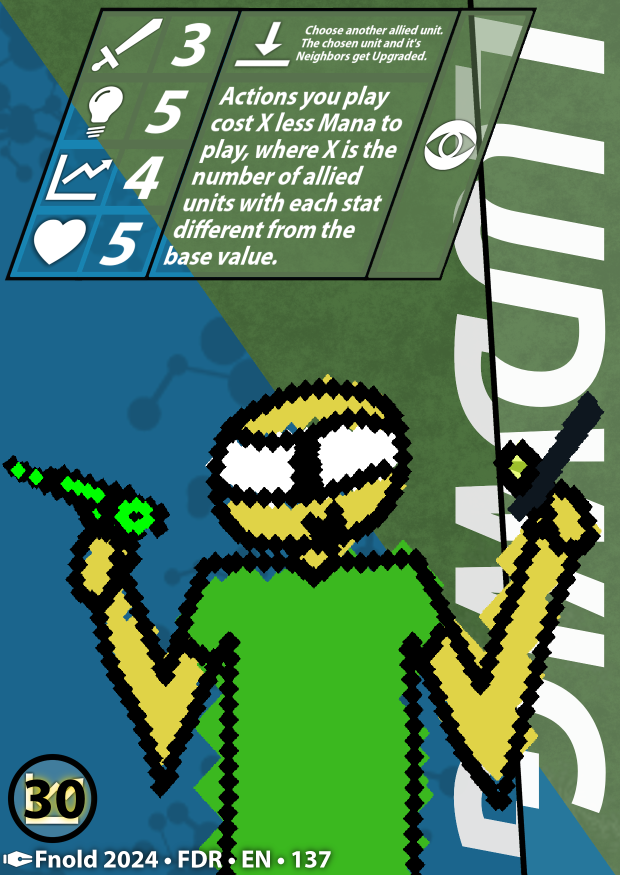 3
Choose another allied unit.
The chosen unit and it's
Neighbors get Upgraded.
5
4
5
Actions you play
cost X less Mana to
play, where X is the
number of allied
units with each stat
different from the
base value.
LUDWIG
30
Fnold 2024 • FDR • EN • 137